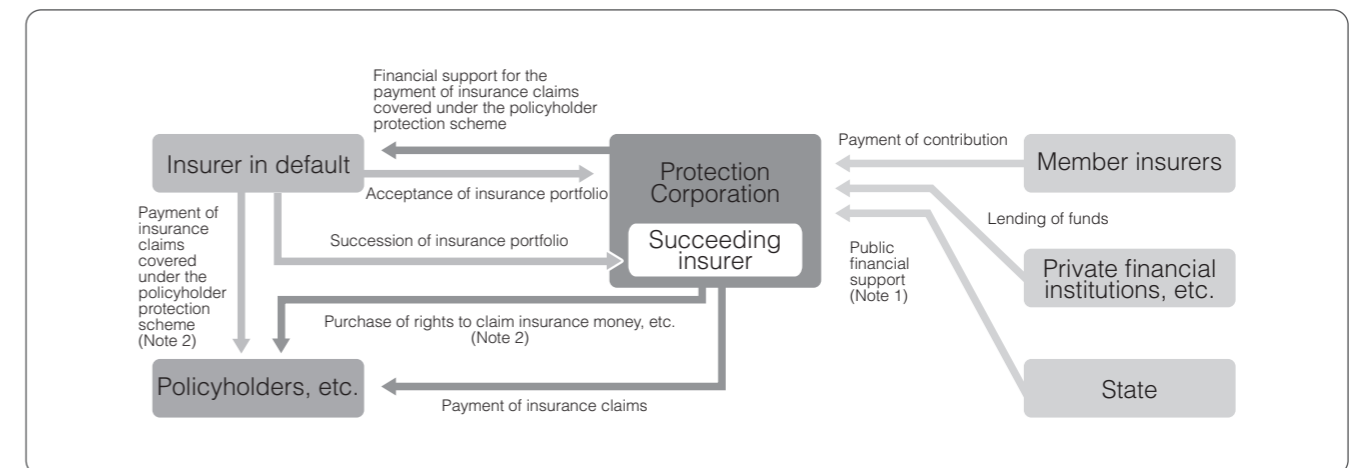 Financial support for the
payment of insurance claims
covered under the policyholder
protection scheme
Insurer in default
Acceptance of insurance portfolio
Protection
Corporation
Payment of contribution
Member insurers
Payment of
insurance
claims
covered
under the
policyholder
protection
scheme
(Note 2)
Succession of insurance portfolio
Succeeding
insurer
Lending of funds
Public
financial
support
(Note 1)
Private financial
institutions, etc.
Purchase of rights to claim insurance money, etc.
(Note 2)
Policyholders, etc.
Payment of insurance claims
State